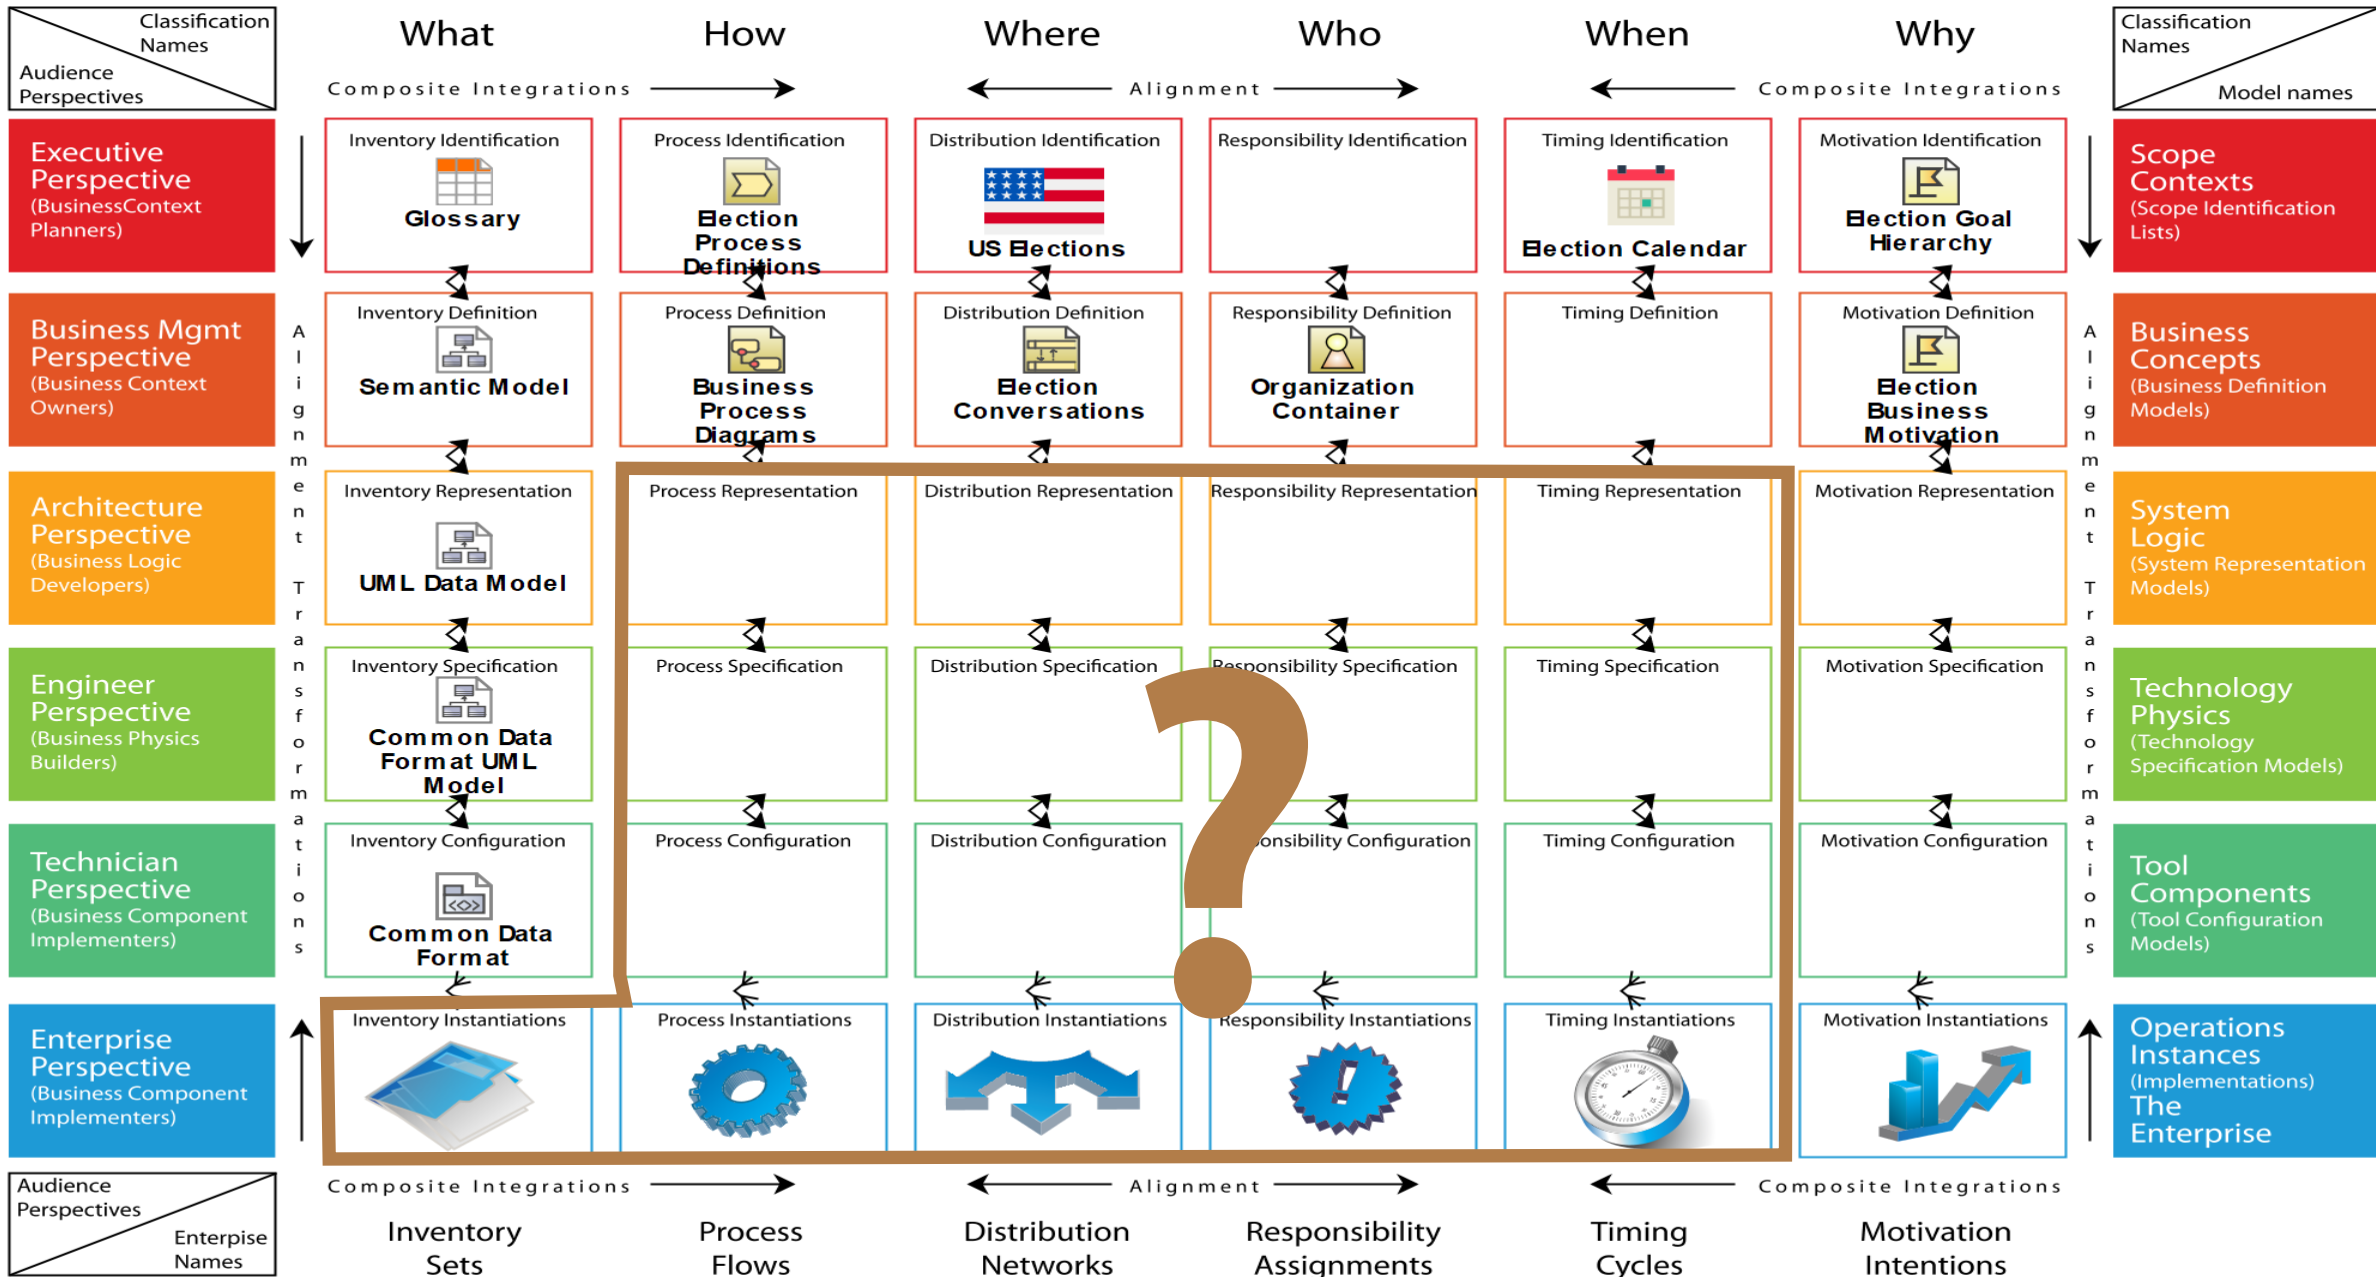 Classification
Names
Audience
Perspectives
What
How
Where
Who
When
Why
Classification
Names
Model names
Composite Integrations
Alignment
Composite Integrations
Executive
Perspective
(BusinessContext
Planners)
Inventory Identification
Glossary
Process Identification
Election
Process
Definitions
Distribution Identification
US Elections
Responsibility Identification
Timing Identification
Election Calendar
Motivation Identification
Election Goal
Hierarchy
Scope
Contexts
(Scope Identification
Lists)
Alignment
Transformations
Business Mgmt
Perspective
(Business Context
Owners)
Inventory Definition
Semantic Model
Process Definition
Business
Process
Diagrams
Distribution Definition
Election
Conversations
Responsibility Definition
Organization
Container
Timing Definition
Motivation Definition
Election
Business
Motivation
Alignment
Transformations
Business
Concepts
(Business Definition
Models)
Architecture
Perspective
(Business Logic
Developers)
Inventory Representation
UML Data Model
Process Representation
Distribution Representation
Responsibility Representation
Timing Representation
Motivation Representation
System
Logic
(System Representation
Models)
Engineer
Perspective
(Business Physics
Builders)
Inventory Specification
Common Data
Format UML
Model
Process Specification
Distribution Specification
Responsibility Specification
Timing Specification
Motivation Specification
Technology
Physics
(Technology
Specification Models)
?
Technician
Perspective
(Business Component
Implementers)
Inventory Configuration
Common Data
Format
Process Configuration
Distribution Configuration
onsibility Configuration
Timing Configuration
Motivation Configuration
Tool
Components
(Tool Configuration
Models)
Enterprise
Perspective
(Business Component
Implementers)
Inventory Instantiations
Process Instantiations
Distribution Instantiations
Responsibility Instantiations
Timing Instantiations
Motivation Instantiations
Operations
Instances
(Implementations)
The
Enterprise
Audience
Perspectives
Enterpise
Names
Composite Integrations
Alignment
Composite Integrations
Inventory
Sets
Process
Flows
Distribution
Networks
Responsibility
Assignments
Timing
Cycles
Motivation
Intentions